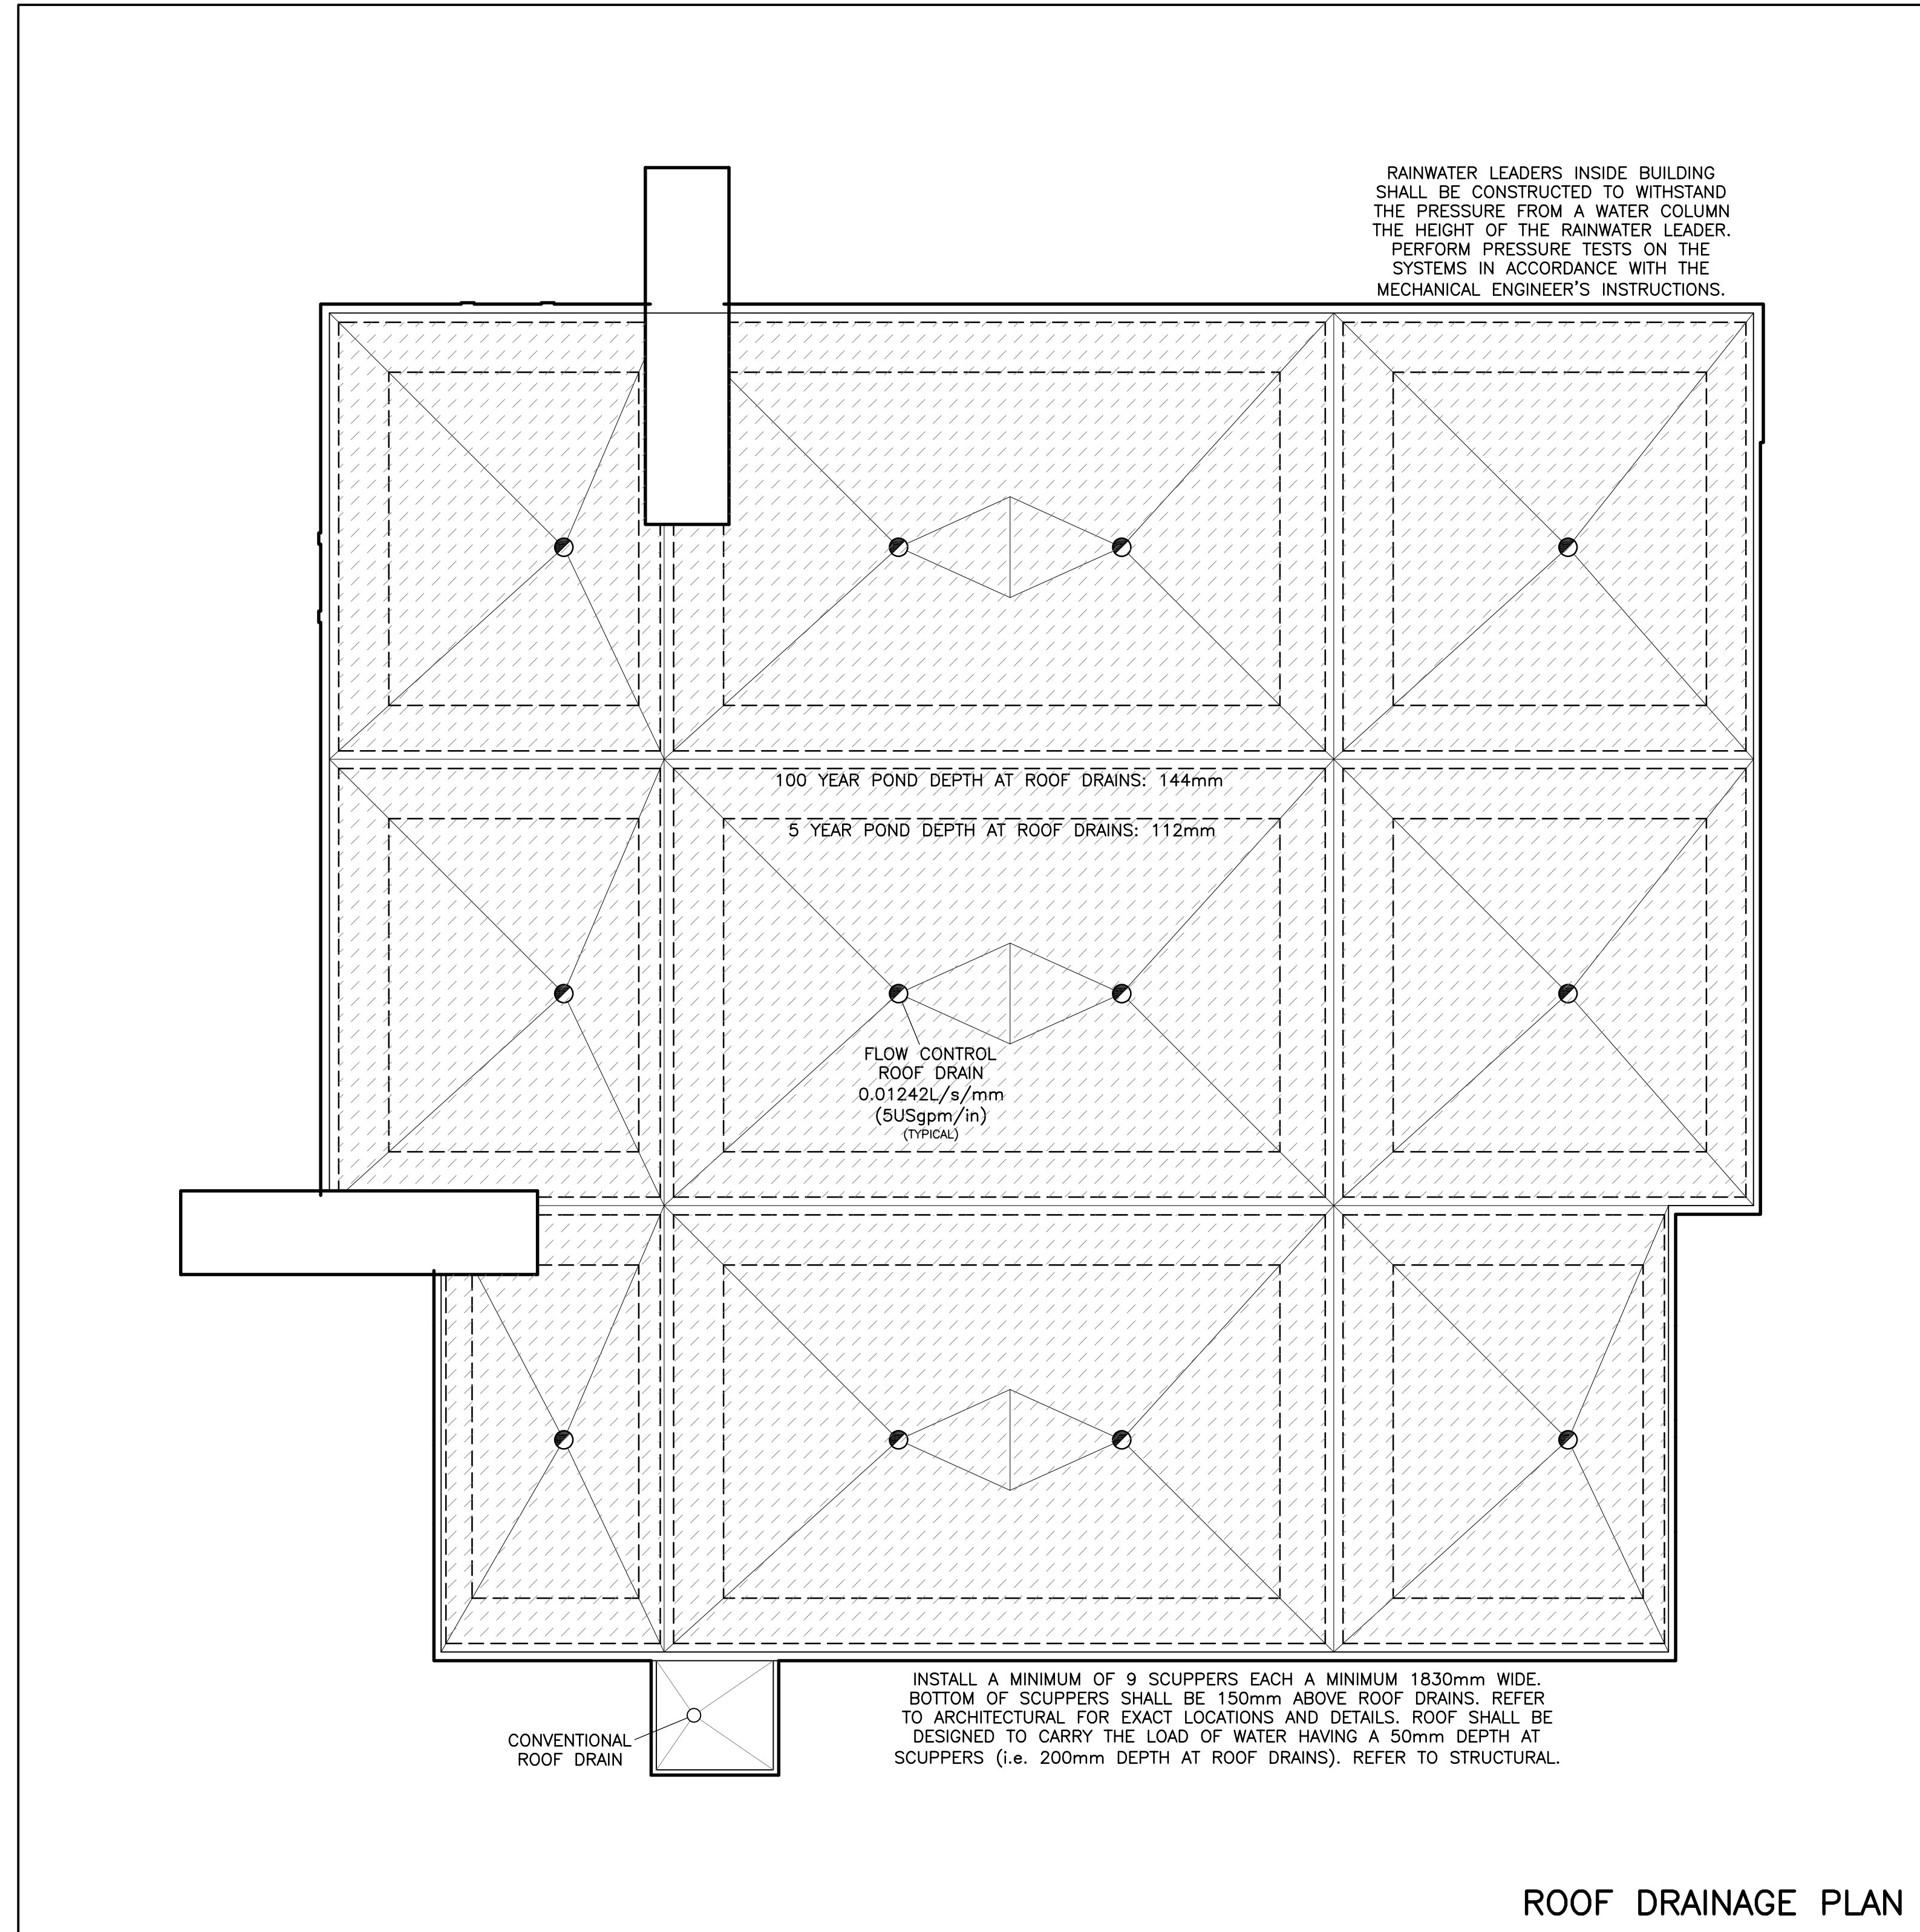 RAINWATER LEADERS INSIDE BUILDING
SHALL BE CONSTRUCTED TO WITHSTAND
THE PRESSURE FROM A WATER COLUMN
THE HEIGHT OF THE RAINWATER LEADER.
PERFORM PRESSURE TESTS ON THE
SYSTEMS IN ACCORDANCE WITH THE
MECHANICAL ENGINEER'S INSTRUCTIONS.
100 YEAR POND DEPTH AT ROOF DRAINS: 144mm
5 YEAR POND DEPTH AT ROOF DRAINS: 112mm
FLOW CONTROL
ROOF DRAIN
0.01242L/s/mm
(5USgpm/in)
(TYPICAL)
INSTALL A MINIMUM OF 9 SCUPPERS EACH A MINIMUM 1830mm WIDE.
BOTTOM OF SCUPPERS SHALL BE 150mm ABOVE ROOF DRAINS. REFER
TO ARCHITECTURAL FOR EXACT LOCATIONS AND DETAILS. ROOF SHALL BE
DESIGNED TO CARRY THE LOAD OF WATER HAVING A 50mm DEPTH AT
SCUPPERS (i.e. 200mm DEPTH AT ROOF DRAINS). REFER TO STRUCTURAL.
CONVENTIONAL
ROOF DRAIN
ROOF DRAINAGE PLAN